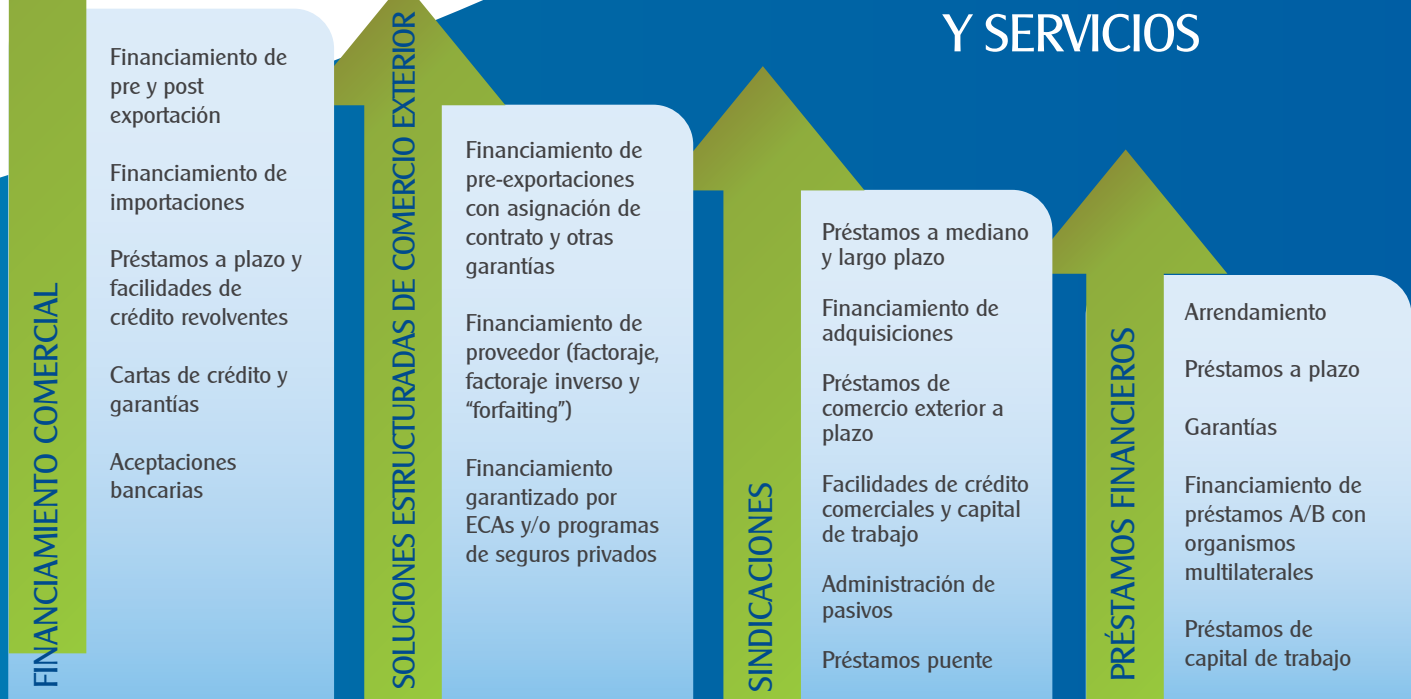 Y SERVICIOS
FINANCIAMIENTO COMERCIAL
Financiamiento de
pre y post
exportación
Financiamiento de
importaciones
Préstamos a plazo y
facilidades de
crédito revolventes
Cartas de crédito y
garantías
Aceptaciones
bancarias
SOLUCIONES ESTRUCTURADAS DE COMERCIO EXTERIOR
Financiamiento de
pre-exportaciones
con asignación de
contrato y otras
garantías
Financiamiento de
proveedor (factoraje,
factoraje inverso y
“forfaiting”)
Financiamiento
garantizado por
ECAs y/o programas
de seguros privados
SINDICACIONES
Préstamos a mediano
y largo plazo
Financiamiento de
adquisiciones
Préstamos de
comercio exterior a
plazo
Facilidades de crédito
comerciales y capital
de trabajo
Administración de
pasivos
Préstamos puente
PRÉSTAMOS FINANCIEROS
Arrendamiento
Préstamos a plazo
Garantías
Financiamiento de
préstamos A/B con
organismos
multilaterales
Préstamos de
capital de trabajo